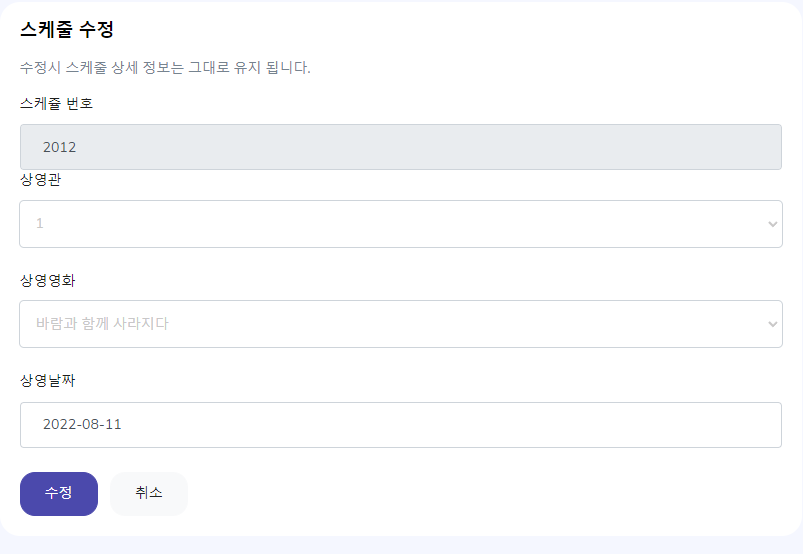 스케줄 수정
수정시 스케줄 상세 정보는 그대로 유지 됩니다.
스케쥴 번호
2012
상영관
1
상영영화
바람과 함께 사라지다
상영날짜
2022-08-11
수정 취소